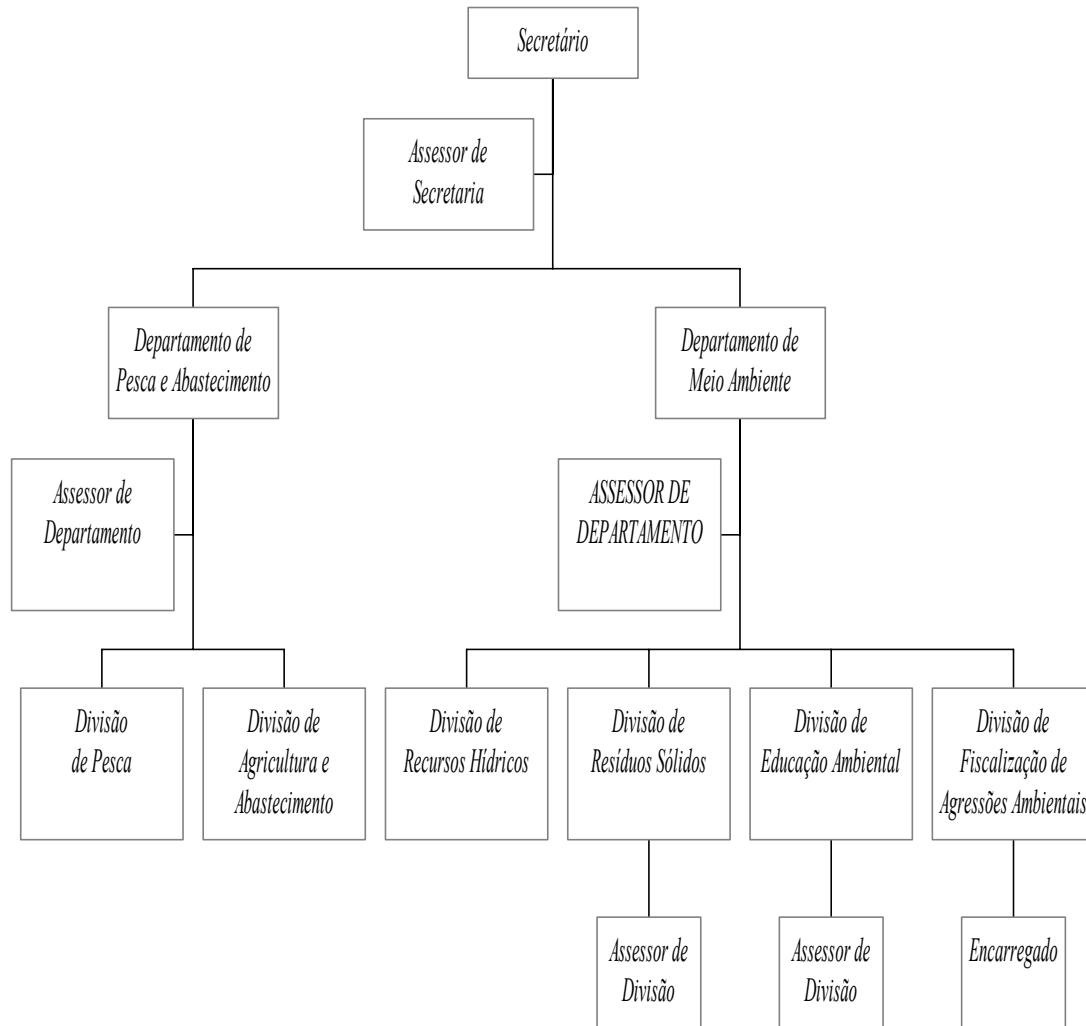 Secretário
Assessor de
Secretaria
Departamento de
Pesca e Abastecimento
Departamento de
Meio Ambiente
Assessor de
Departamento
ASSESSOR DE
DEPARTAMENTO
Divisão
de Pesca
Divisão de
Agricultura e
Abastecimento
Divisão de
Recursos Hídricos
Divisão de
Resíduos Sólidos
Divisão de
Educação Ambiental
Divisão de
Fiscalização de
Agressões Ambientais
Assessor de
Divisão
Assessor de
Divisão
Encarregado